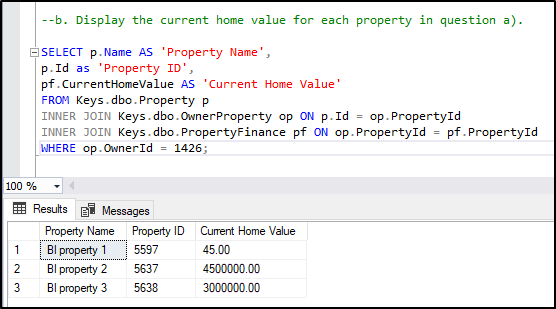 --b. Display the current home value for each property in question a).
SELECT p.Name AS 'Property Name',
p.Id as 'Property ID',
pf.CurrentHomeValue AS 'Current Home Value'
FROM Keys.dbo.Property p
INNER JOIN Keys.dbo.OwnerProperty op ON p.Id = op.PropertyId
INNER JOIN Keys.dbo.PropertyFinance pf ON op.PropertyId = pf.PropertyId
WHERE op.OwnerId = 1426;
100 %
Results Messages
Property Name Property ID Current Home Value
1 BI property 1 5597 45.00
2 BI property 2 5637 4500000.00
3 BI property 3 5638 3000000.00